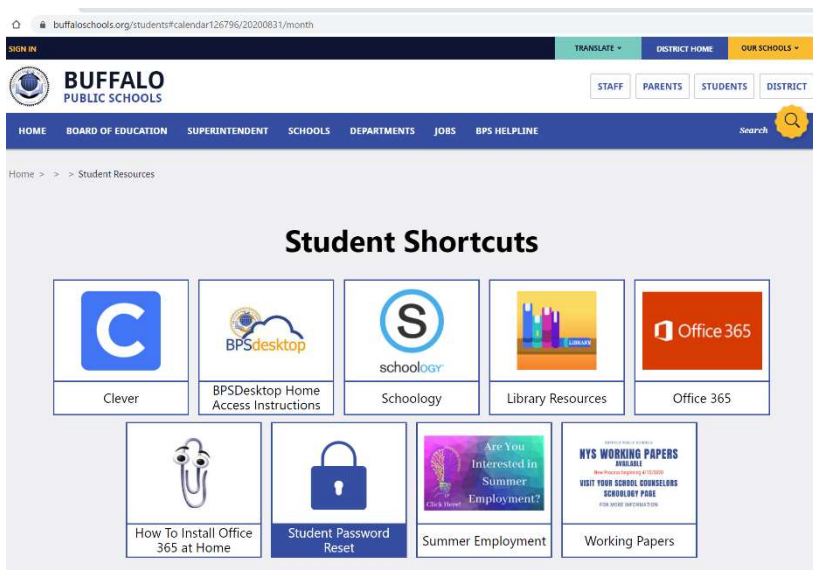 buffaloschools.org/students#calendar126796/20200831/month
SIGN IN
TRANSLATE
DISTRICT HOME
OUR SCHOOLS
BUFFALO
PUBLIC SCHOOLS
STAFF
PARENTS
STUDENTS
DISTRICT
HOME
BOARD OF EDUCATION
SUPERINTENDENT
SCHOOLS
DEPARTMENTS
JOBS
BPS HELPLINE
Search
Home > > > Student Resources
Student Shortcuts
C
BPSdesktop
S
schoology
LIBRARY
Office 365
Clever
BPSDesktop Home
Access Instructions
Schoology
Library Resources
Office 365
Are You
Interested in
Summer
Employment?
Click Here!
BUFFALO PUBLIC SCHOOLS
NYS WORKING PAPERS
AVAILABLE
VISIT YOUR SCHOOL COUNSELORS
SCHOOLOGY PAGE
FOR MORE INFORMATION
How To Install Office
365 at Home
Student Password
Reset
Summer Employment
Working Papers